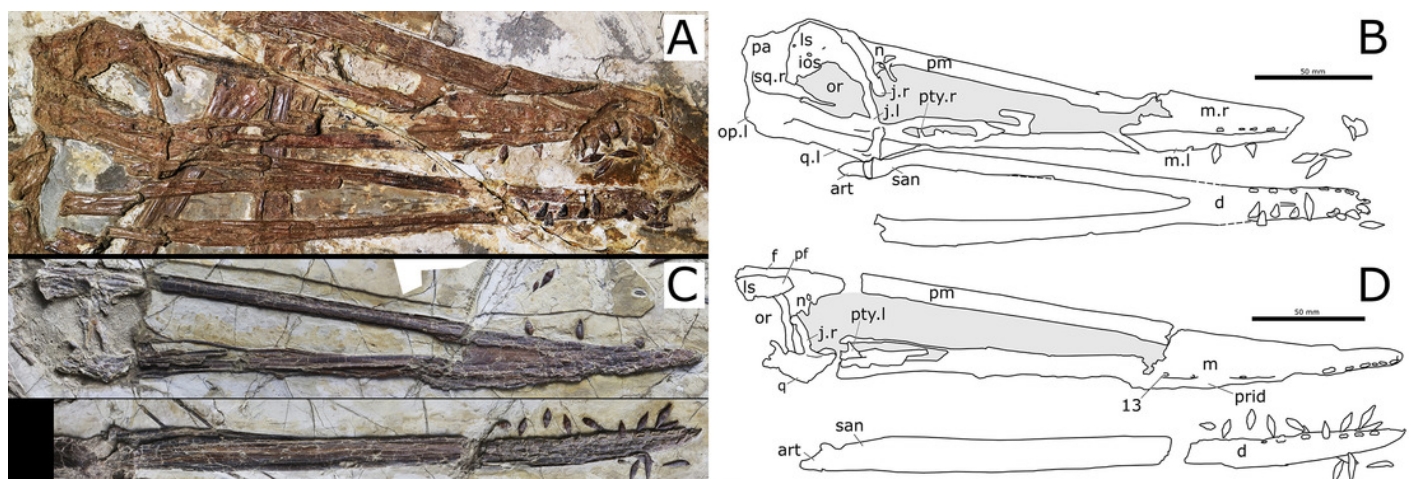 A
B
pa
ls
ios
sq.r
or
op.l
q.l
art
san
n
pm
j.r
j.l
pty.r
50 mm
m.r
m.l
d
C
D
f
pf
ls
n
or
pm
pty.l
j.r
q
50 mm
m
13
prid
san
art
d